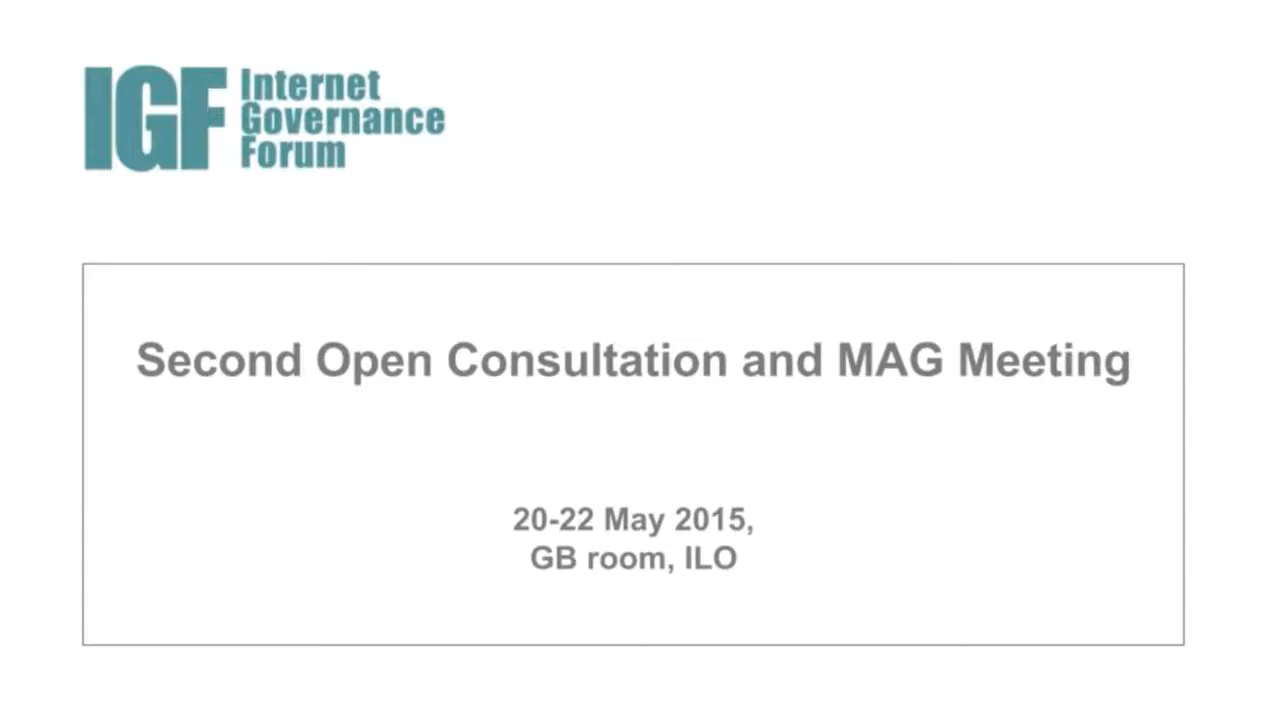 IGF Internet
Governance
Forum
Second Open Consultation and MAG Meeting
20-22 May 2015,
GB room, ILO